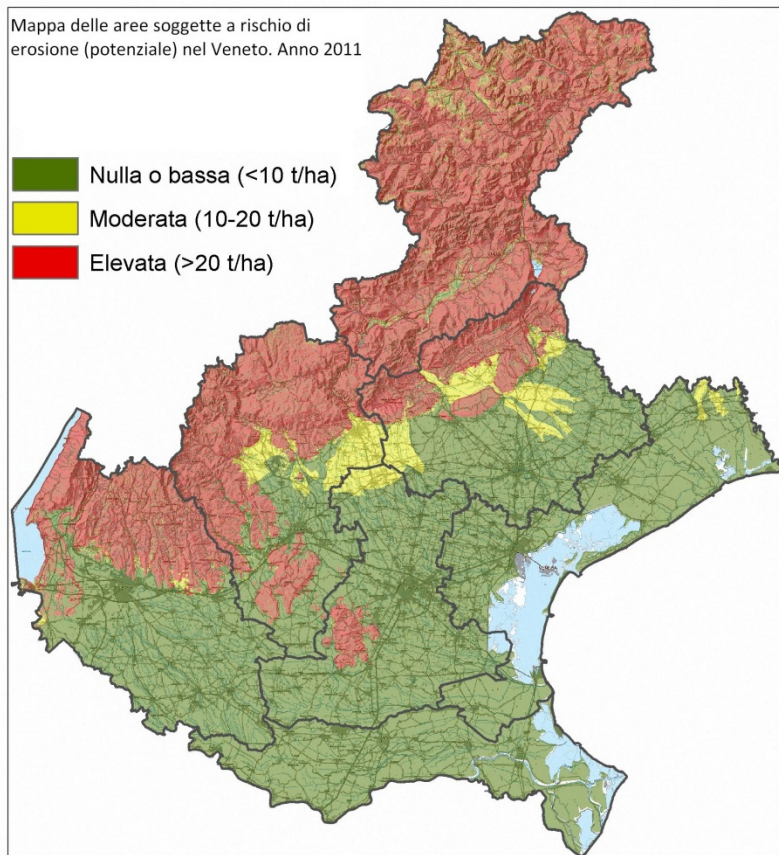 Mappa delle aree soggette a rischio di
erosione (potenziale) nel Veneto. Anno 2011
Nulla o bassa (<10 t/ha)
Moderata (10-20 t/ha)
Elevata (>20 t/ha)